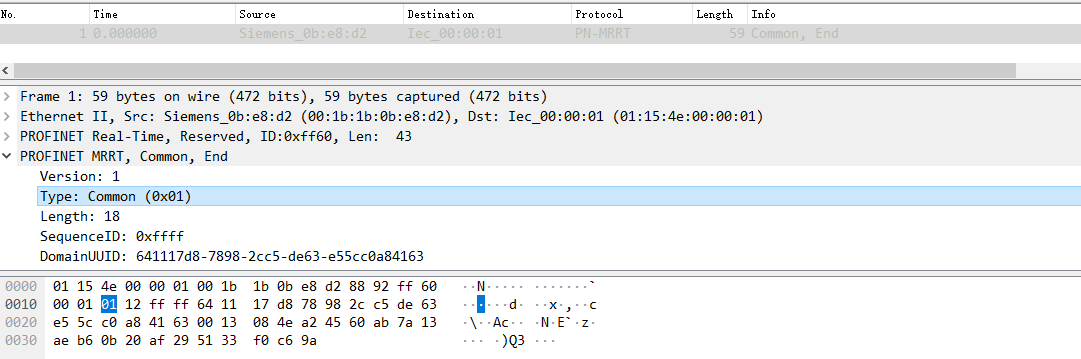 No. Time Source Destination Protocol Length Info
1 0.000000 Siemens_0b:e8:d2 Iec_00:00:01 PN-MRRT 59 Common, End
Frame 1: 59 bytes on wire (472 bits), 59 bytes captured (472 bits)
Ethernet II, Src: Siemens_0b:e8:d2 (00:1b:1b:0b:e8:d2), Dst: Iec_00:00:01 (01:15:4e:00:00:01)
PROFINET Real-Time, Reserved, ID:0xff60, Len: 43
PROFINET MRRT, Common, End
Version: 1
Type: Common (0x01)
Length: 18
SequenceID: 0xffff
DomainUUID: 641117d8-7898-2cc5-de63-e55cc0a84163
0000 01 15 4e 00 00 01 00 1b 1b 0b e8 d2 88 92 ff 60 ··N····· ·······`
0010 00 01 01 12 ff ff 64 11 17 d8 78 98 2c c5 de 63 ······d· ··x·,··c
0020 e5 5c c0 a8 41 63 00 13 08 4e a2 45 60 ab 7a 13 ·\··Ac·· ·N·E`·z·
0030 ae b6 0b 20 af 29 51 33 f0 c6 9a ··· ·)Q3 ···